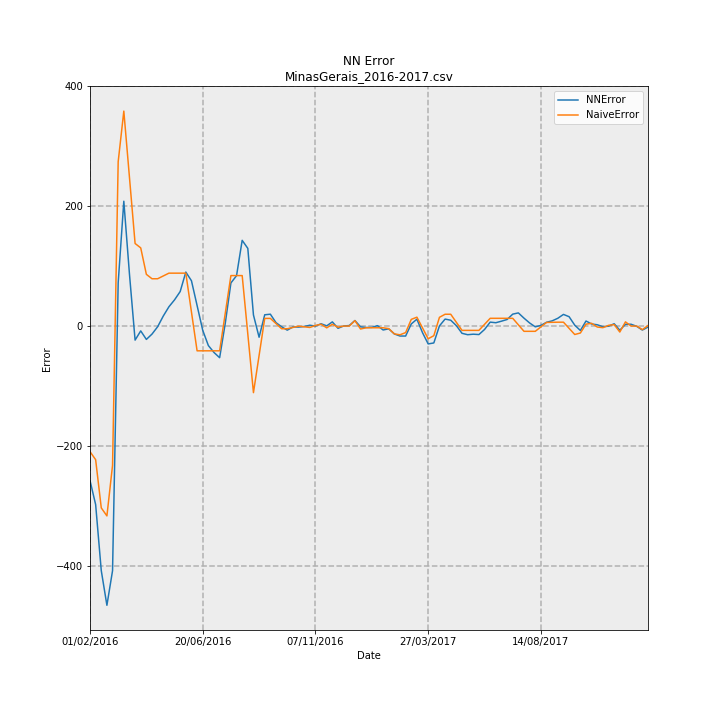 NN Error
MinasGerais_2016-2017.csv
NNError
NaiveError
400
200
0
−200
−400
Error
01/02/2016 20/06/2016 07/11/2016 27/03/2017 14/08/2017
Date